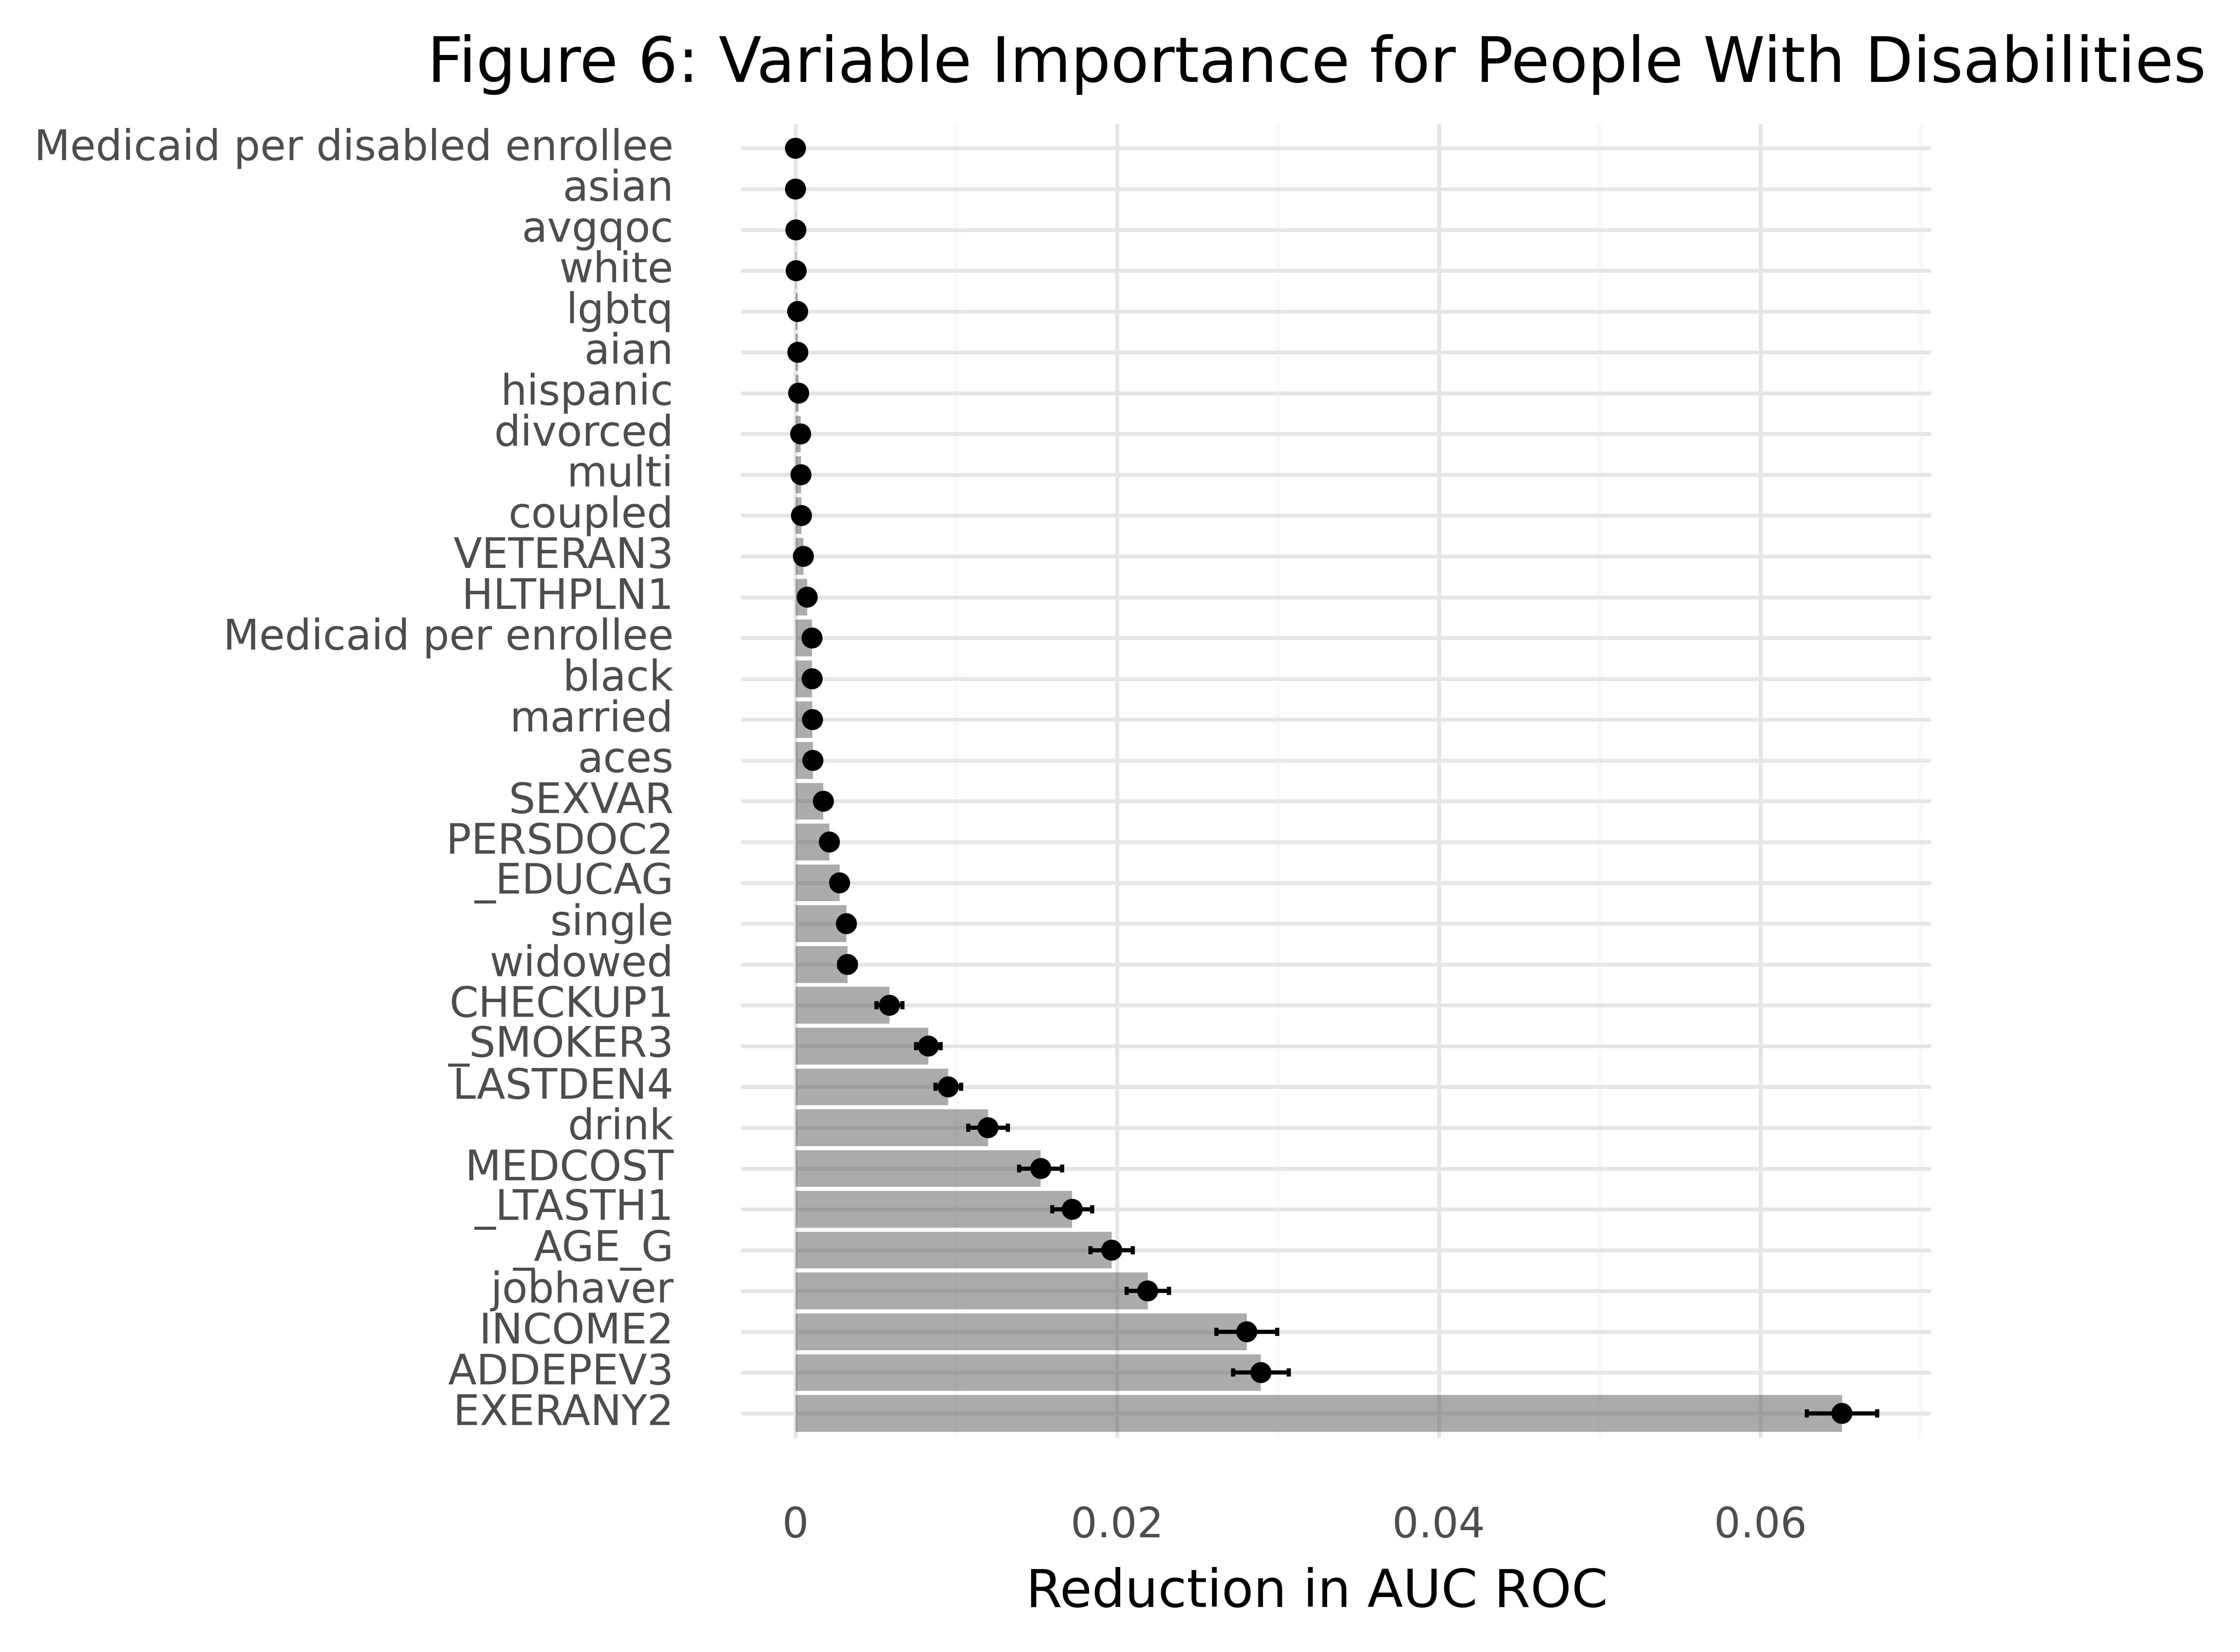 Figure 6: Variable Importance for People With Disabilities
Medicaid per disabled enrollee
asian
avgqoc
white
lgbtq
aian
hispanic
divorced
multi
coupled
VETERAN3
HLTHPLN1
Medicaid per enrollee
black
married
aces
SEXVAR
PERSDOC2
_EDUCAG
single
widowed
CHECKUP1
_SMOKER3
LASTDEN4
drink
MEDCOST
_LTASTH1
_AGE_G
jobhaver
INCOME2
ADDEPEV3
EXERANY2
0 0.02 0.04 0.06
Reduction in AUC ROC